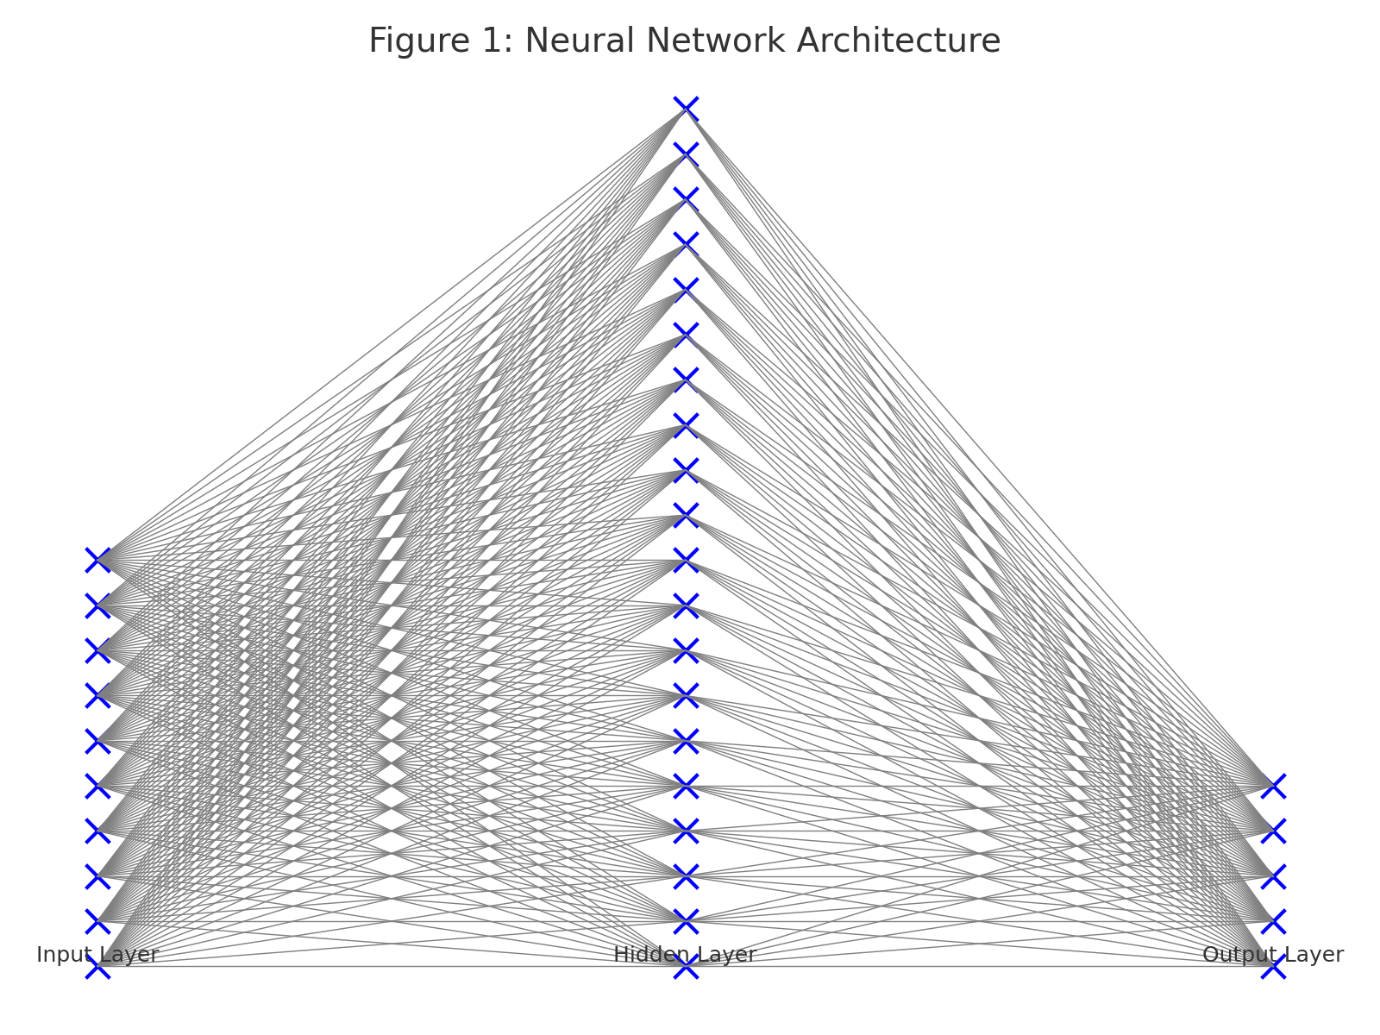 Figure 1: Neural Network Architecture
Input Layer
Hidden Layer
Output Layer